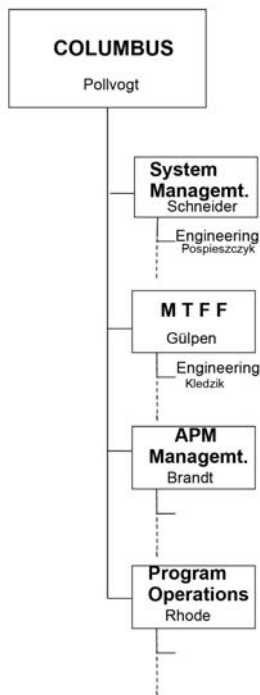 COLUMBUS
Pollvogt
System
Managemt.
Schneider
Engineering
Pospieszczyk
M T F F
Gülpen
Engineering
Kledzik
APM
Managemt.
Brandt
Program
Operations
Rhode